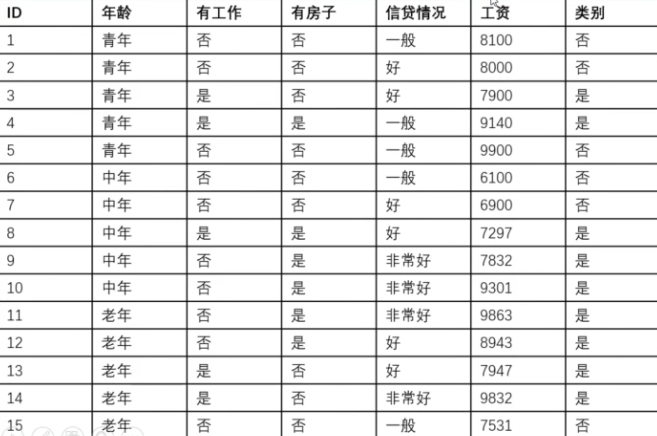 ID 年龄 有工作 有房子 信贷情况 工资 类别
1 青年 否 否 一般 8100 否
2 青年 否 否 好 8000 否
3 青年 是 否 好 7900 是
4 青年 是 是 一般 9140 是
5 青年 否 否 一般 9900 否
6 中年 否 否 一般 6100 否
7 中年 否 否 好 6900 否
8 中年 是 是 好 7297 是
9 中年 否 是 非常好 7832 是
10 中年 否 是 非常好 9301 是
11 老年 否 是 非常好 9863 是
12 老年 否 是 好 8943 是
13 老年 是 否 好 7947 是
14 老年 是 否 非常好 9832 是
15 老年 否 否 一般 7531 否